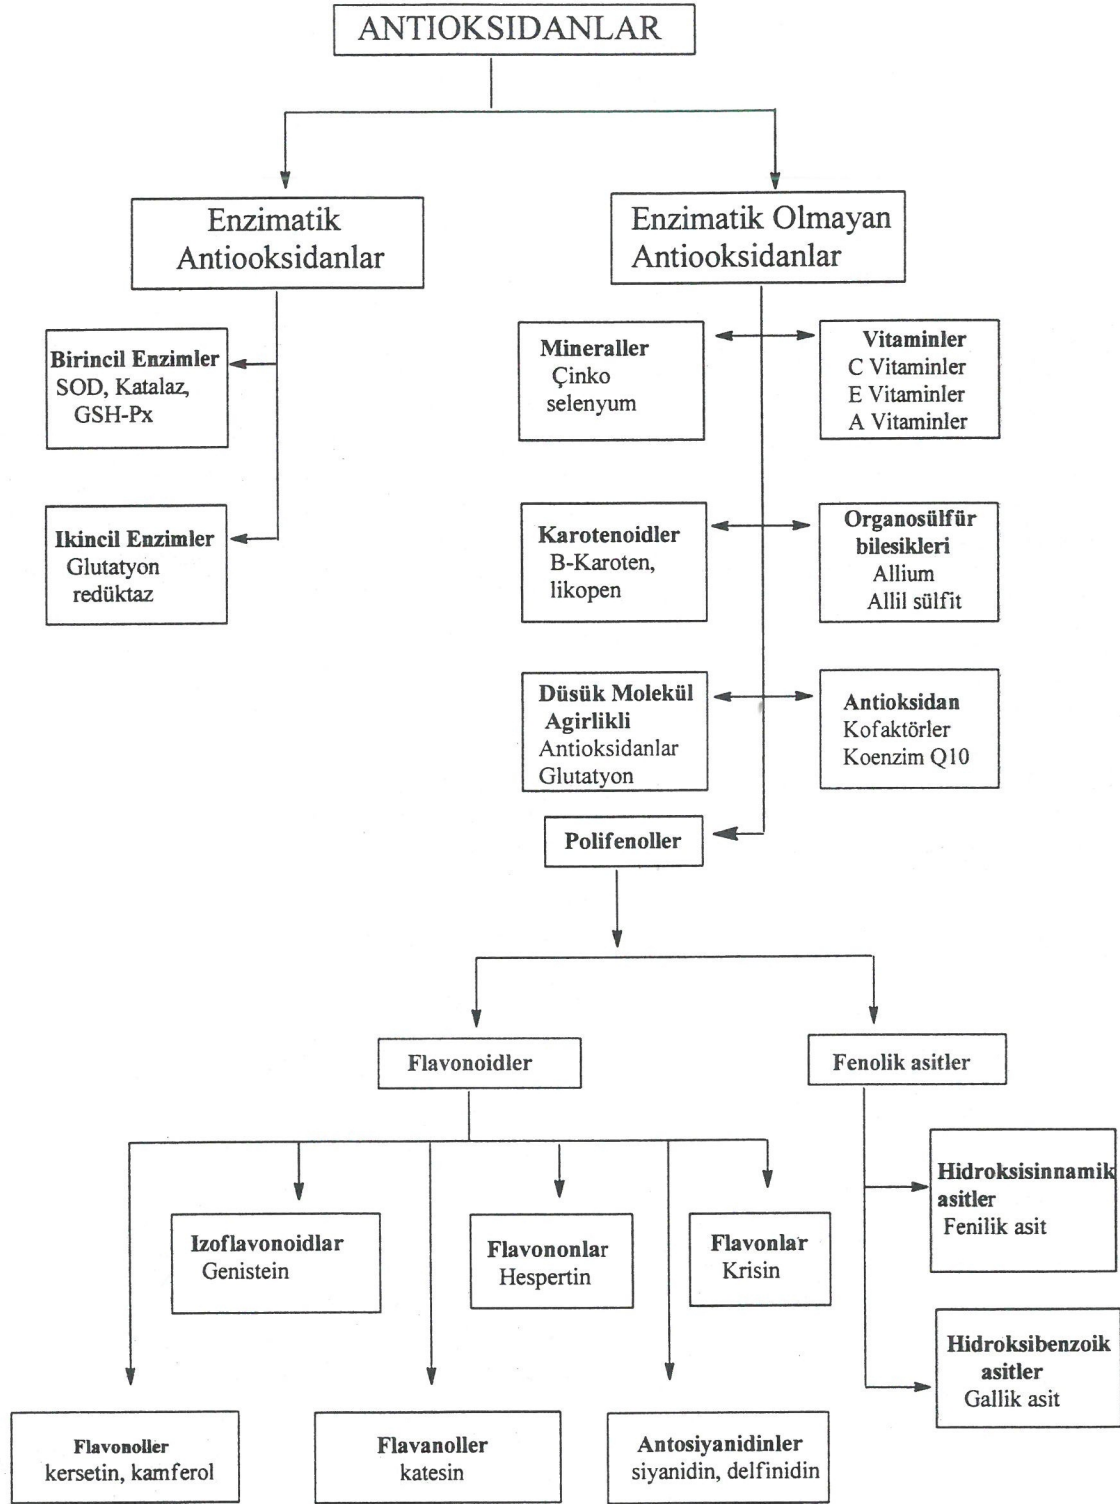 ANTIOKSIDANLAR
Enzimatik
Antiooksidanlar
Enzimatik Olmayan
Antiooksidanlar
Birincil Enzimler
SOD, Katalaz,
GSH-Px
Mineraller
Çinko
selenyum
Vitaminler
C Vitaminler
E Vitaminler
A Vitaminler
Ikincil Enzimler
Glutatyon
redüktaz
Karotenoidler
B-Karoten,
likopen
Organosülfür
bilesikleri
Allium
Allil sülfit
Düsük Molekül
Agirlikli
Antioksidanlar
Glutatyon
Antioksidan
Kofaktörler
Koenzim Q10
Polifenoller
Flavonoidler
Fenolik asitler
Hidroksisinnamik
asitler
Fenilik asit
Izoflavonoidlar
Genistein
Flavononlar
Hespertin
Flavonlar
Krisin
Hidroksibenzoik
asitler
Gallik asit
Flavonoller
kersetin, kamferol
Flavanoller
katesin
Antosiyanidinler
siyanidin, delfinidin